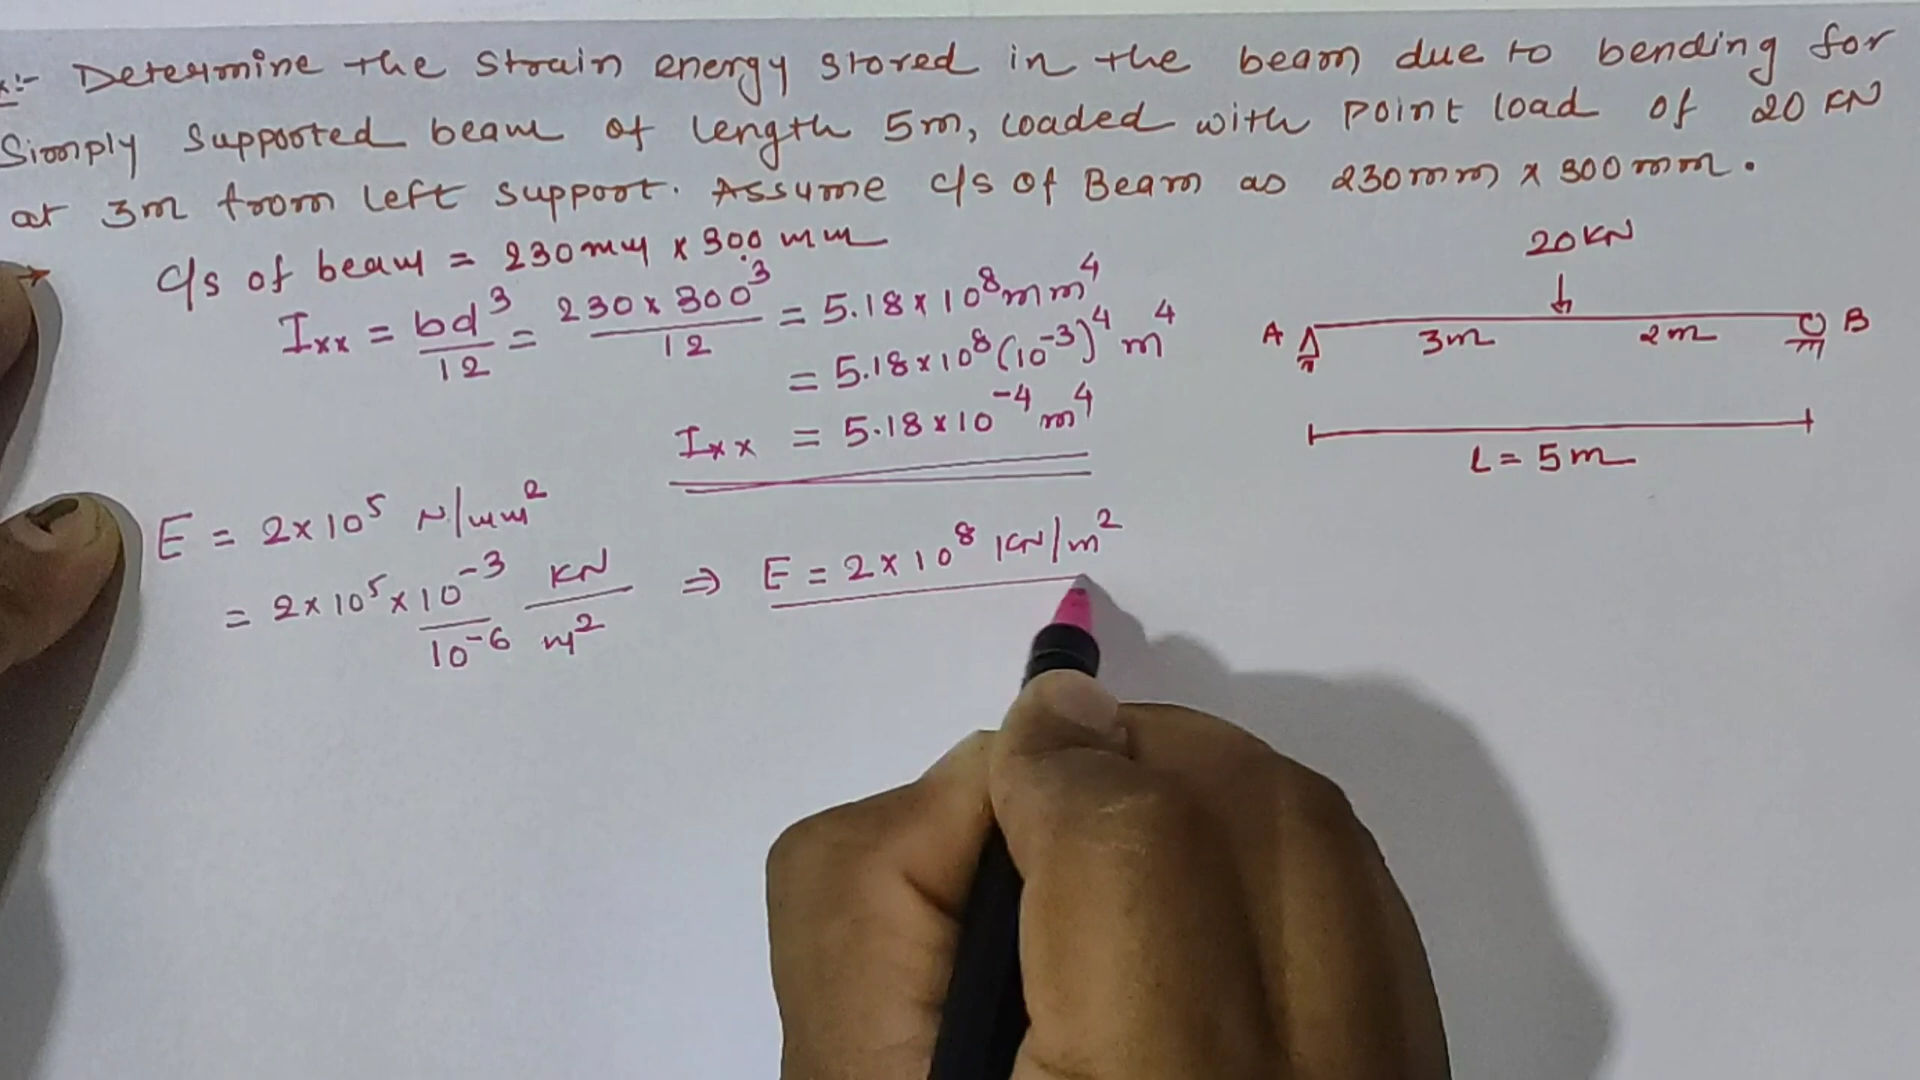 :- Determine the strain energy stored in the beam due to bending for
Simply supported beam of length 5m, loaded with point load of 20 KN
at 3m from left support. Assume c/s of Beam as 230mm x 300mm.
c/s of beam = 230mm x 300 mm
Ixx = bd³/12 = 230 x 300³/12 = 5.18 x 10⁸ mm⁴
= 5.18 x 10⁸ (10⁻³)⁴ m⁴
Ixx = 5.18 x 10⁻⁴ m⁴
20 KN
A 3m 2m B
L = 5m
E = 2 x 10⁵ N/mm²
= 2 x 10⁵ x 10⁻³/10⁻⁶ KN/m² ⇒ E = 2 x 10⁸ KN/m²